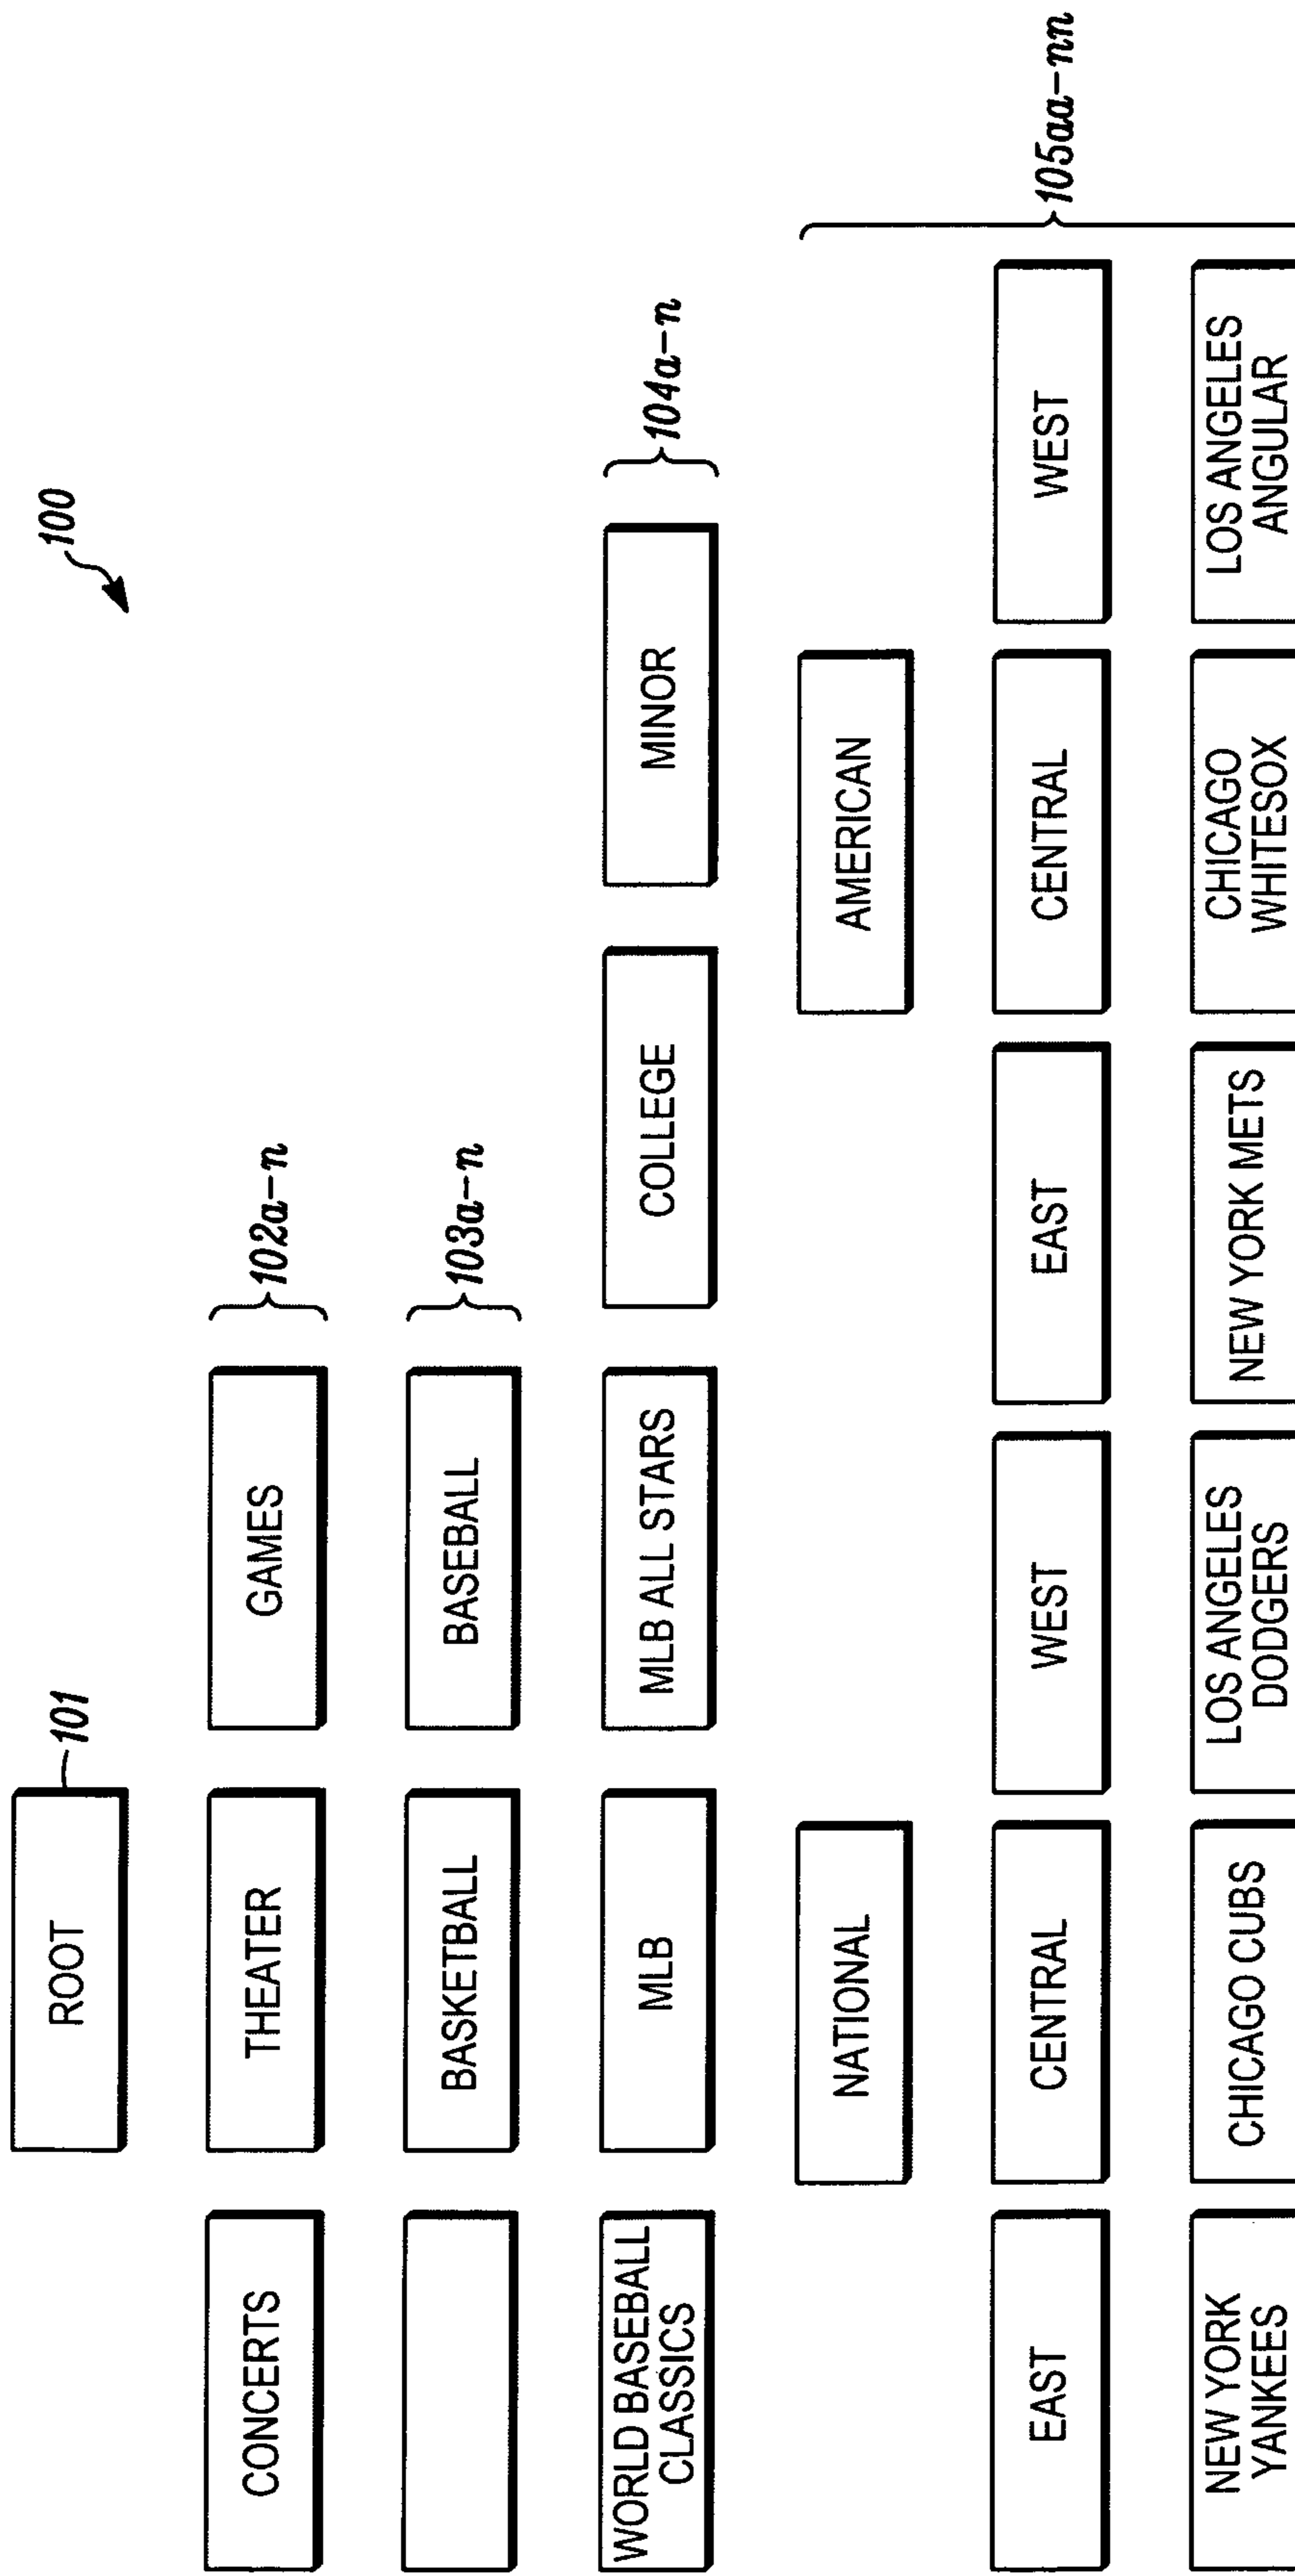 100
ROOT
101
CONCERTS
THEATER
GAMES
102a-n
BASKETBALL
BASEBALL
103a-n
WORLD BASEBALL
CLASSICS
MLB
MLB ALL STARS
COLLEGE
MINOR
104a-n
NATIONAL
AMERICAN
105aa-nn
EAST
CENTRAL
WEST
EAST
CENTRAL
WEST
NEW YORK
YANKEES
CHICAGO CUBS
LOS ANGELES
DODGERS
NEW YORK METS
CHICAGO
WHITESOX
LOS ANGELES
ANGULAR